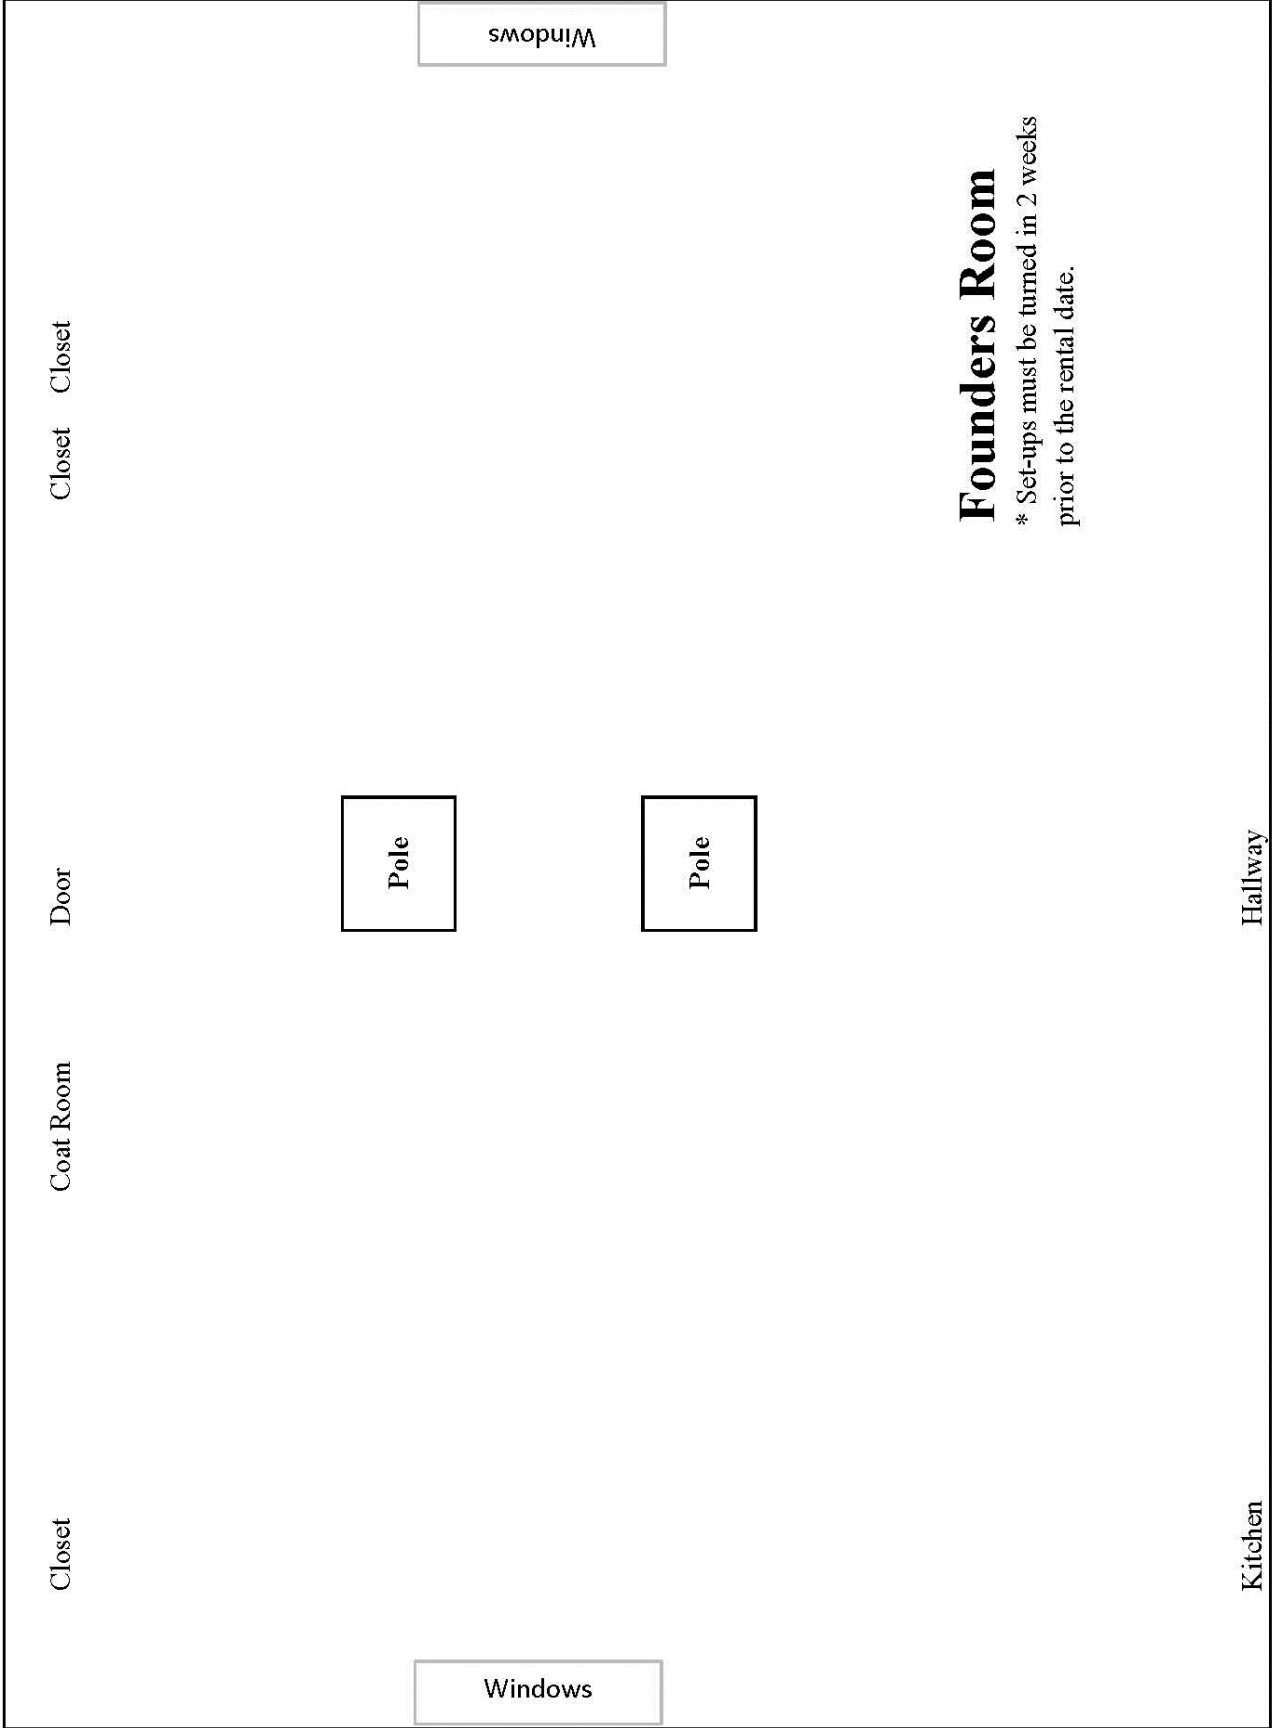 Closet
Coat Room
Door
Closet
Closet
Windows
Pole
Pole
Windows
Founders Room
* Set-ups must be turned in 2 weeks
prior to the rental date.
Kitchen
Hallway